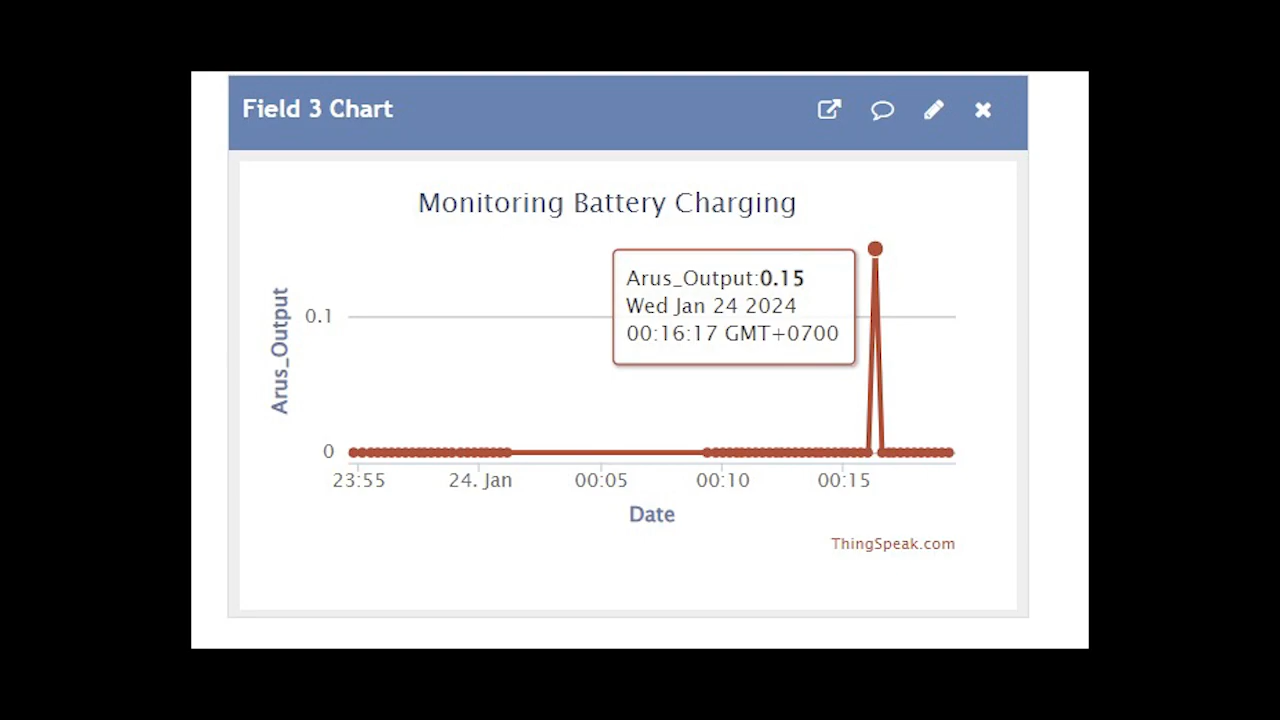 Field 3 Chart
Monitoring Battery Charging
Arus_Output:0.15
Wed Jan 24 2024
00:16:17 GMT+0700
Arus_Output
0.1
0
23:55 24. Jan 00:05 00:10 00:15
Date
ThingSpeak.com